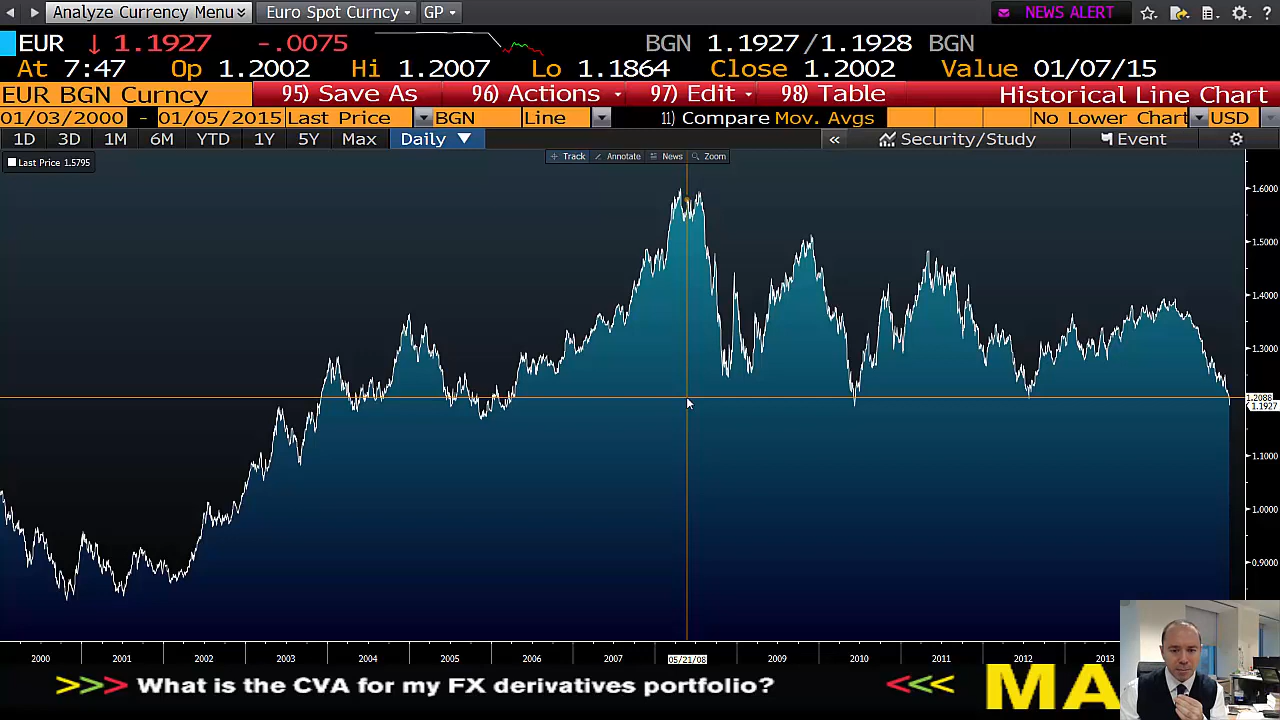 Analyze Currency Menu Euro Spot Curncy GP NEWS ALERT ?
EUR ↓ 1.1927 -.0075 BGN 1.1927/1.1928 BGN
At 7:47 Op 1.2002 Hi 1.2007 Lo 1.1864 Close 1.2002 Value 01/07/15
EUR BGN Curncy 95) Save As 96) Actions 97) Edit 98) Table Historical Line Chart
01/03/2000 - 01/05/2015 Last Price BGN Line 11) Compare Mov. Avgs No Lower Chart USD
1D 3D 1M 6M YTD 1Y 5Y Max Daily ▼ « Security/Study Event
Track Annotate News Zoom
Last Price 1.5795
1.6000
1.5000
1.4000
1.3000
1.2088
1.1927
1.1000
1.0000
0.9000
2000 2001 2002 2003 2004 2005 2006 2007 05/21/08 2009 2010 2011 2012 2013
>>> What is the CVA for my FX derivatives portfolio? <<< MA